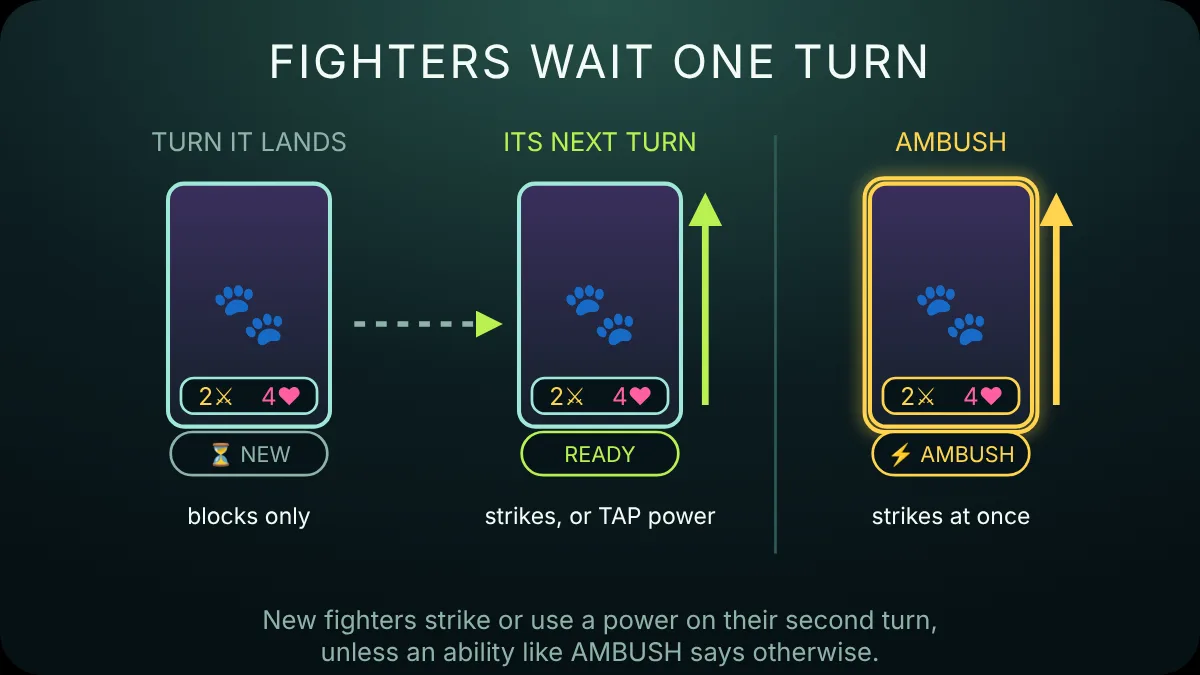 FIGHTERS WAIT ONE TURN
TURN IT LANDS
ITS NEXT TURN
AMBUSH
2⚔ 4♥
2⚔ 4♥
2⚔ 4♥
⏳ NEW
READY
⚡ AMBUSH
blocks only
strikes, or TAP power
strikes at once
New fighters strike or use a power on their second turn,
unless an ability like AMBUSH says otherwise.